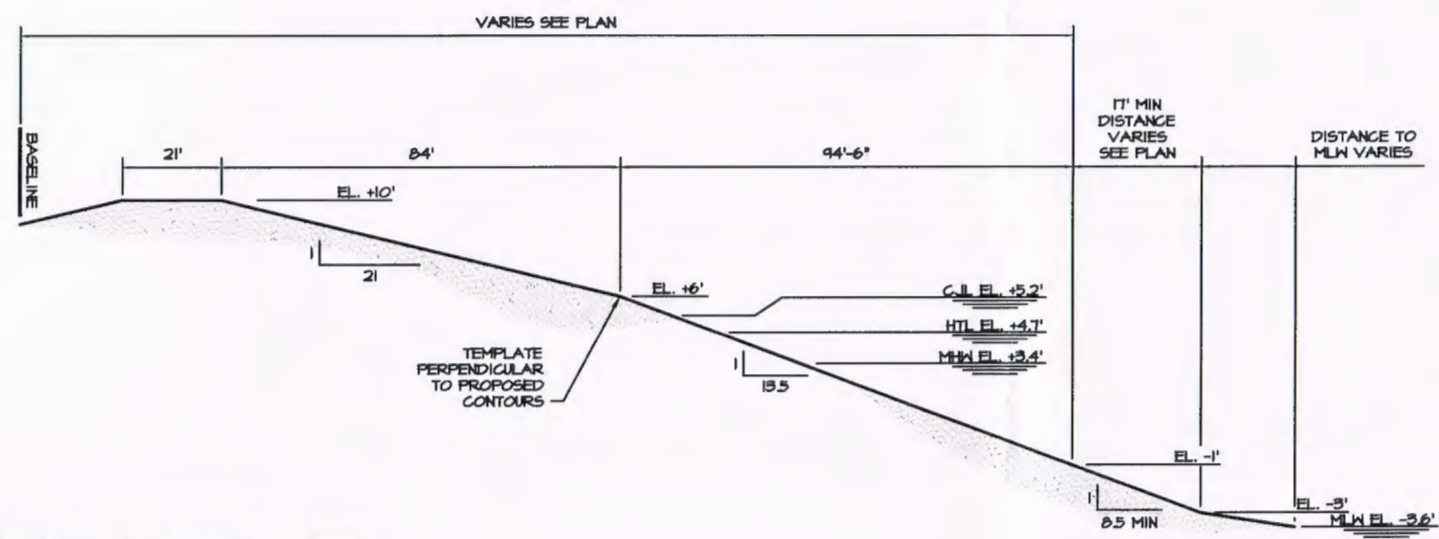 VARIES SEE PLAN
17' MIN
DISTANCE
VARIES
SEE PLAN
DISTANCE TO
MLW VARIES
BASELINE
21'
84'
94'-6"
EL. +10'
1
21
EL. +6'
CJL EL. +5.2'
HTL EL. +4.7'
MHW EL. +3.4'
TEMPLATE
PERPENDICULAR
TO PROPOSED
CONTOURS
1
13.5
EL. -1'
1
8.5 MIN
EL. -3'
MLW EL. -3.6'